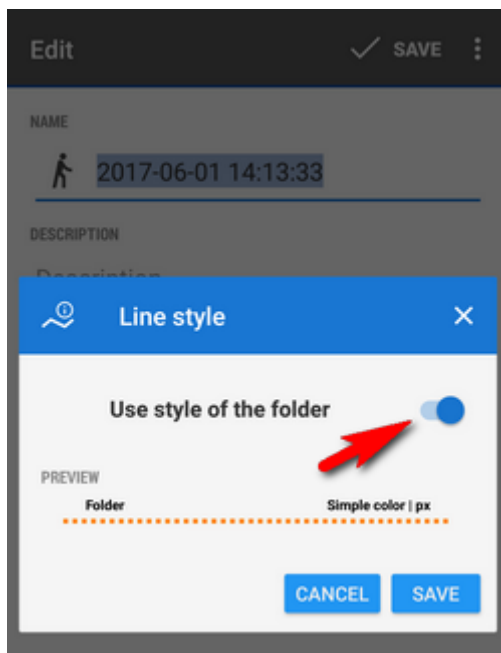 Edit
SAVE
NAME
2017-06-01 14:13:33
DESCRIPTION
Description
Line style
Use style of the folder
PREVIEW
Folder Simple color | px
CANCEL SAVE